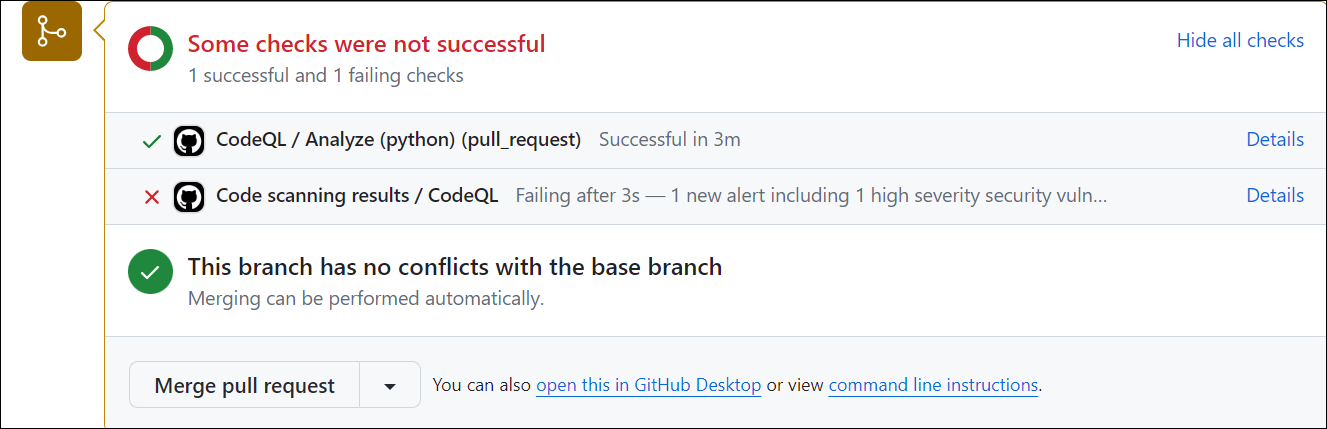 Some checks were not successful
Hide all checks
1 successful and 1 failing checks
CodeQL / Analyze (python) (pull_request) Successful in 3m Details
Code scanning results / CodeQL Failing after 3s — 1 new alert including 1 high severity security vuln... Details
This branch has no conflicts with the base branch
Merging can be performed automatically.
Merge pull request You can also open this in GitHub Desktop or view command line instructions.